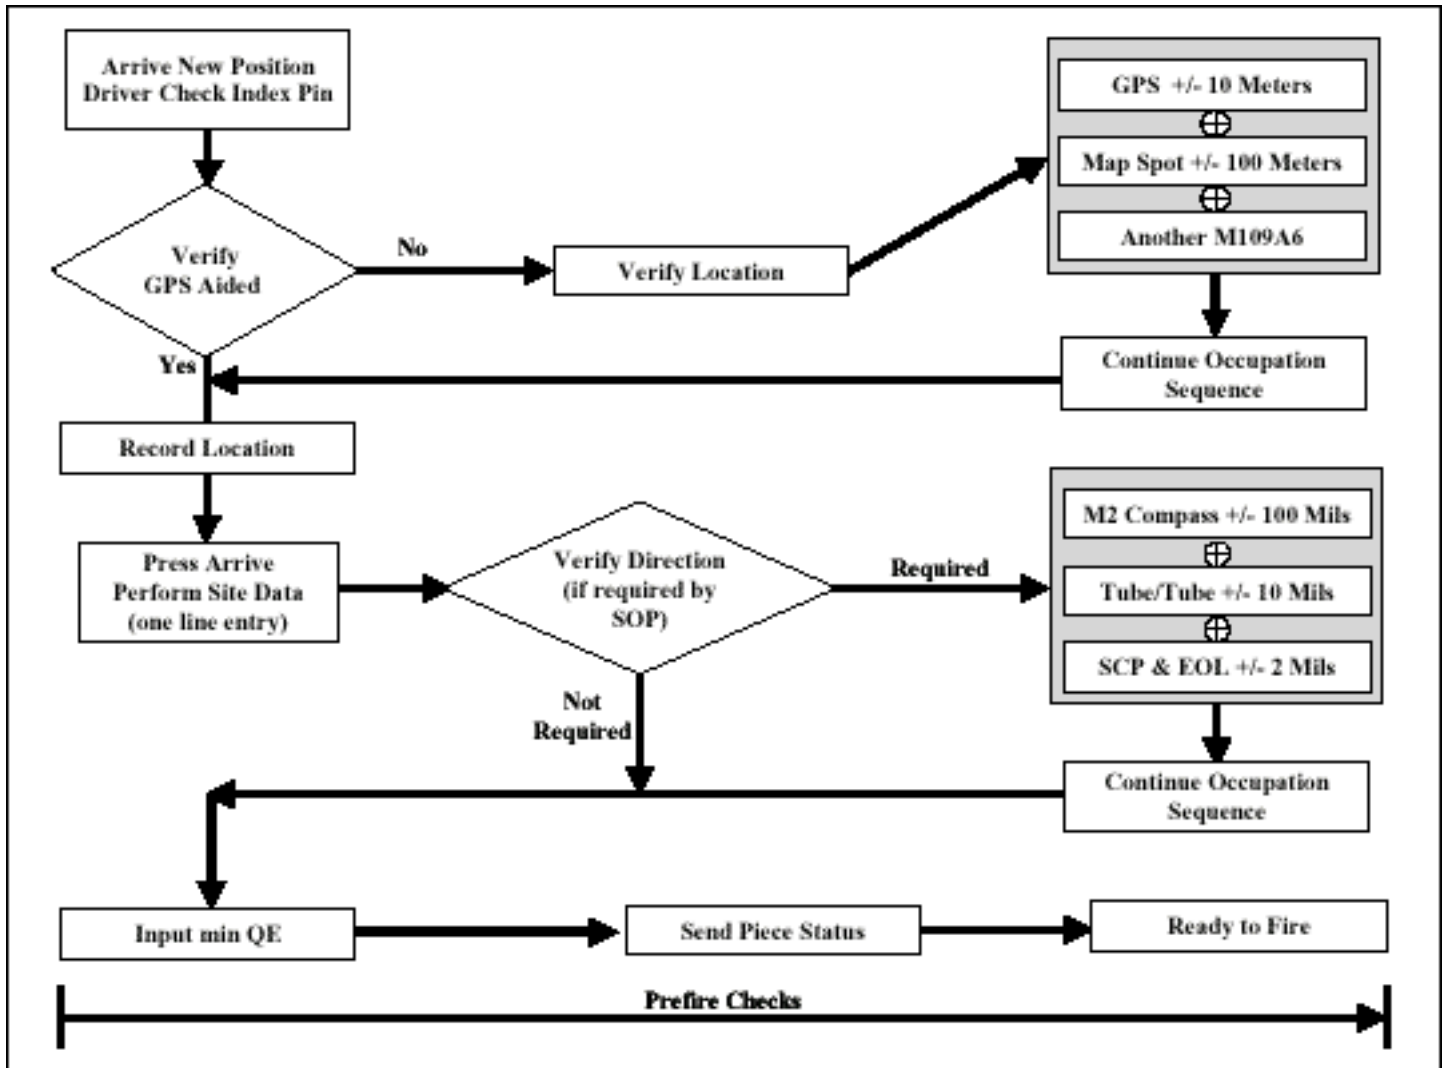 Arrive New Position
Driver Check Index Pin
GPS +/- 10 Meters
Map Spot +/- 100 Meters
Another M109A6
Verify
GPS Aided
No
Verify Location
Yes
Continue Occupation
Sequence
Record Location
Press Arrive
Perform Site Data
(one line entry)
Verify Direction
(if required by
SOP)
Required
M2 Compass +/- 100 Mils
Tube/Tube +/- 10 Mils
SCP & EOL +/- 2 Mils
Not
Required
Continue Occupation
Sequence
Input min QE
Send Piece Status
Ready to Fire
Prefire Checks